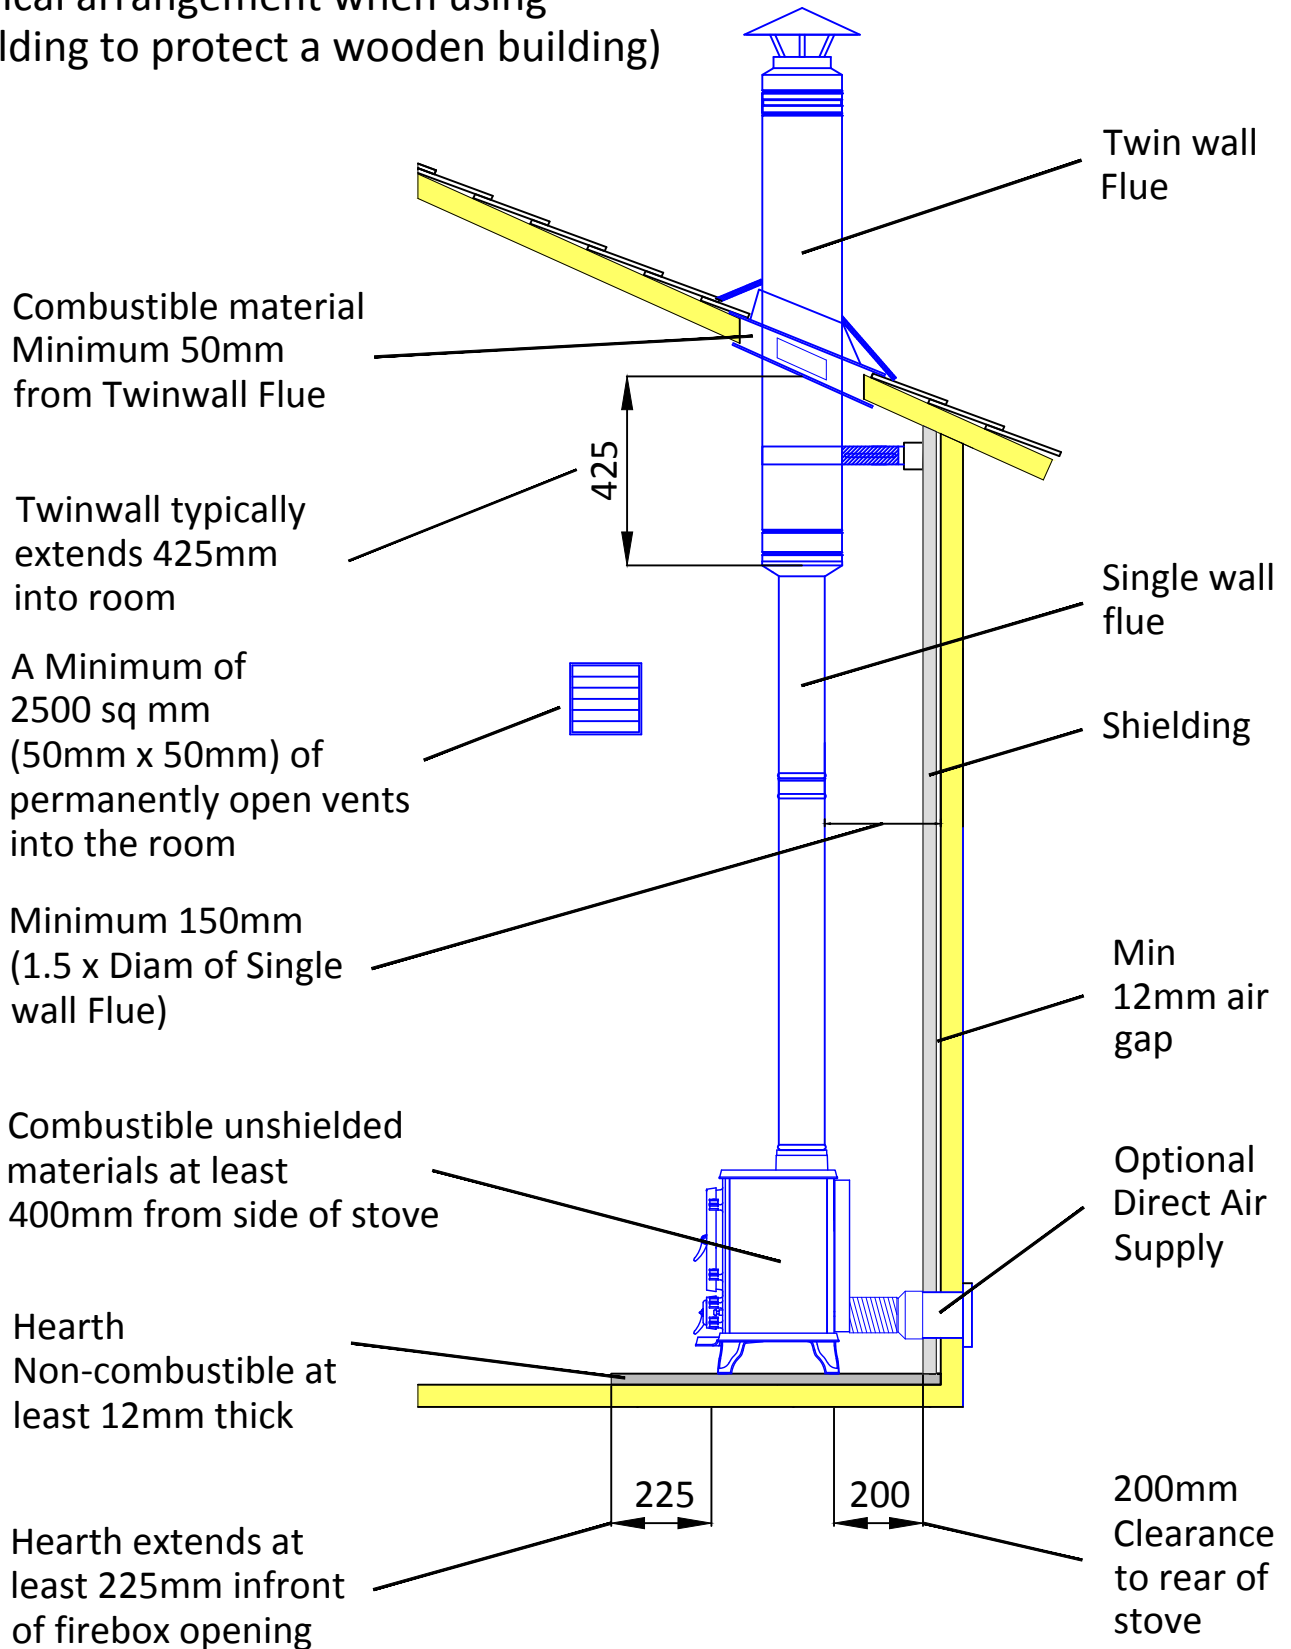 lding to protect a wooden building)
Twin wall
Flue
Combustible material
Minimum 50mm
from Twinwall Flue
425
Twinwall typically
extends 425mm
into room
Single wall
flue
A Minimum of
2500 sq mm
(50mm x 50mm) of
permanently open vents
into the room
Shielding
Minimum 150mm
(1.5 x Diam of Single
wall Flue)
Min
12mm air
gap
Combustible unshielded
materials at least
400mm from side of stove
Optional
Direct Air
Supply
Hearth
Non-combustible at
least 12mm thick
225
200
Hearth extends at
least 225mm infront
of firebox opening
200mm
Clearance
to rear of
stove